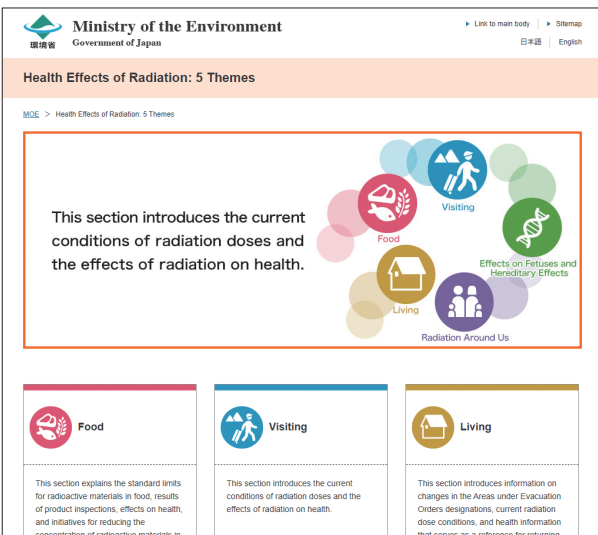 Ministry of the Environment
Government of Japan
環境省
Link to main body
Sitemap
日本語
English
Health Effects of Radiation: 5 Themes
MOE > Health Effects of Radiation: 5 Themes
This section introduces the current
conditions of radiation doses and
the effects of radiation on health.
Visiting
Food
Effects on Fetuses and
Hereditary Effects
Living
Radiation Around Us
Food
This section explains the standard limits
for radioactive materials in food, results
of product inspections, effects on health,
and initiatives for reducing the
concentration of radioactive materials in
Visiting
This section introduces the current
conditions of radiation doses and the
effects of radiation on health.
Living
This section introduces information on
changes in the Areas under Evacuation
Orders designations, current radiation
dose conditions, and health information
that serves as a reference for returning